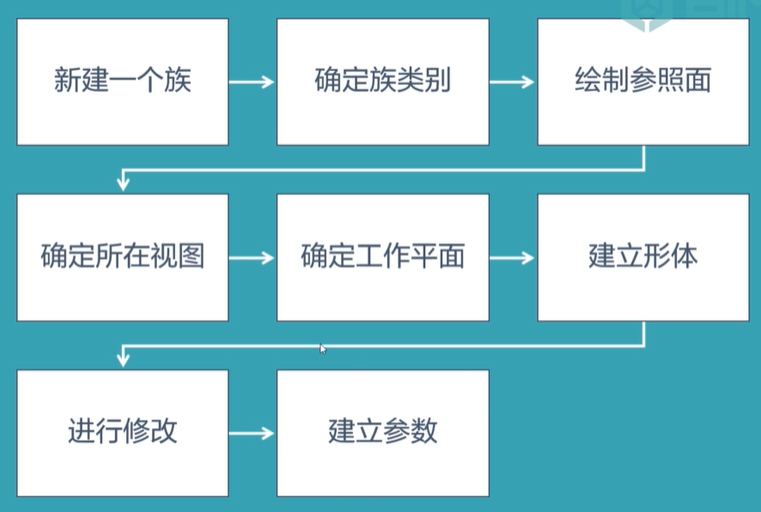 新建一个族
确定族类别
绘制参照面
确定所在视图
确定工作平面
建立形体
进行修改
建立参数